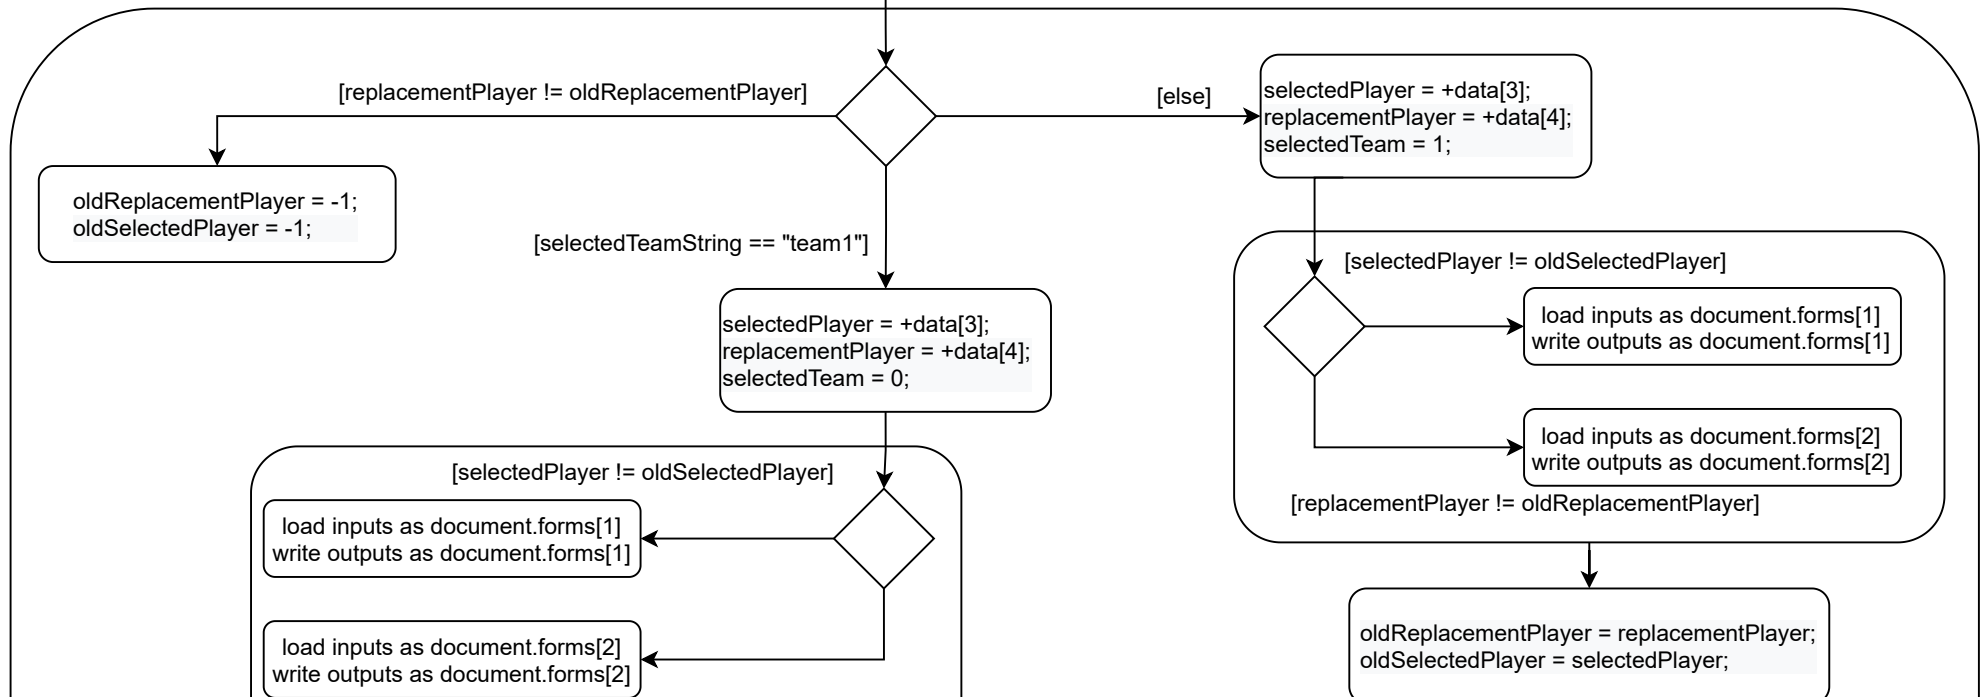 [replacementPlayer != oldReplacementPlayer]
[else]
selectedPlayer = +data[3];
replacementPlayer = +data[4];
selectedTeam = 1;
oldReplacementPlayer = -1;
oldSelectedPlayer = -1;
[selectedTeamString == "team1"]
selectedPlayer = +data[3];
replacementPlayer = +data[4];
selectedTeam = 0;
[selectedPlayer != oldSelectedPlayer]
load inputs as document.forms[1]
write outputs as document.forms[1]
load inputs as document.forms[2]
write outputs as document.forms[2]
[replacementPlayer != oldReplacementPlayer]
[selectedPlayer != oldSelectedPlayer]
load inputs as document.forms[1]
write outputs as document.forms[1]
load inputs as document.forms[2]
write outputs as document.forms[2]
oldReplacementPlayer = replacementPlayer;
oldSelectedPlayer = selectedPlayer;